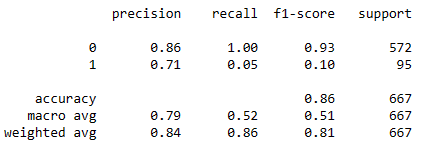 precision recall f1-score support
0 0.86 1.00 0.93 572
1 0.71 0.05 0.10 95
accuracy 0.86 667
macro avg 0.79 0.52 0.51 667
weighted avg 0.84 0.86 0.81 667